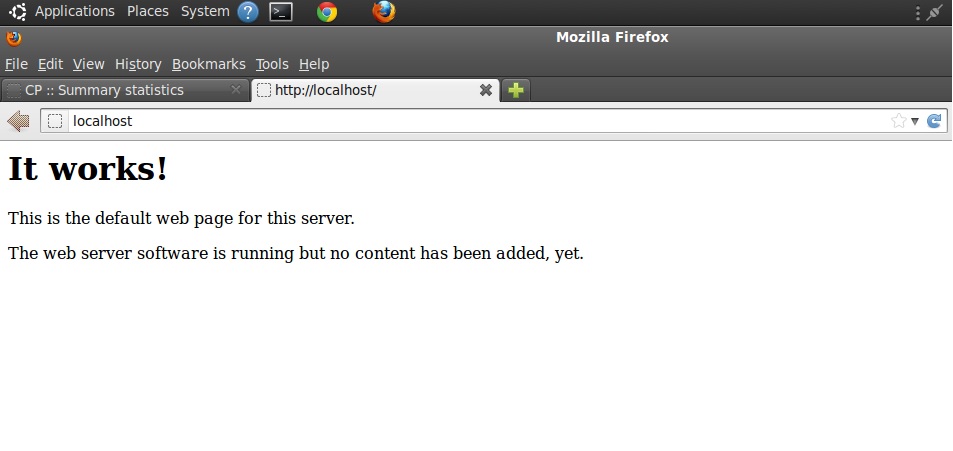 Applications Places System
Mozilla Firefox
File Edit View History Bookmarks Tools Help
CP :: Summary statistics http://localhost/
localhost
It works!
This is the default web page for this server.
The web server software is running but no content has been added, yet.